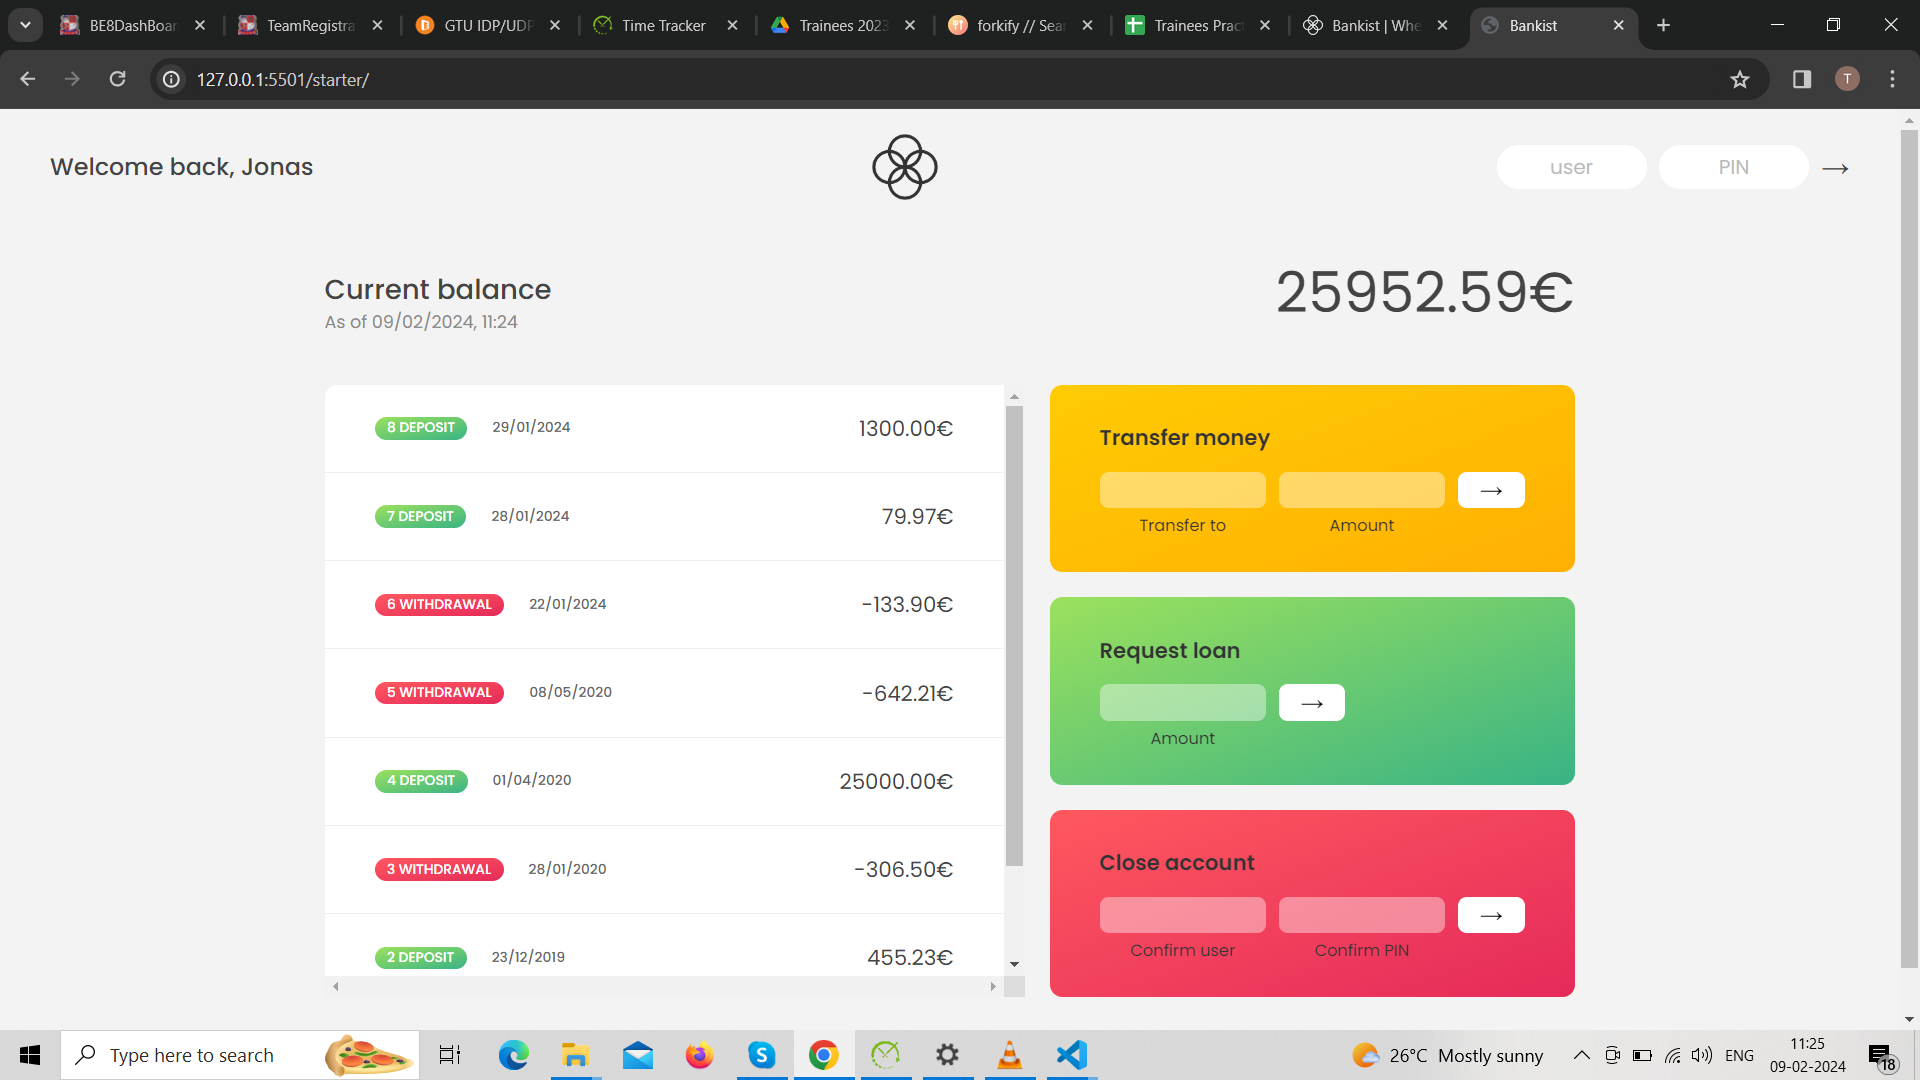 BE8DashBoar
TeamRegistra
GTU IDP/UDP
Time Tracker
Trainees 2023
forkify // Sear
Trainees Pract
Bankist | Whe
Bankist
127.0.0.1:5501/starter/
T
Welcome back, Jonas
user
PIN
→
Current balance
As of 09/02/2024, 11:24
25952.59€
8 DEPOSIT 29/01/2024 1300.00€
7 DEPOSIT 28/01/2024 79.97€
6 WITHDRAWAL 22/01/2024 -133.90€
5 WITHDRAWAL 08/05/2020 -642.21€
4 DEPOSIT 01/04/2020 25000.00€
3 WITHDRAWAL 28/01/2020 -306.50€
2 DEPOSIT 23/12/2019 455.23€
Transfer money
→
Transfer to Amount
Request loan
→
Amount
Close account
→
Confirm user Confirm PIN
Type here to search
26°C Mostly sunny
ENG
11:25
09-02-2024
18